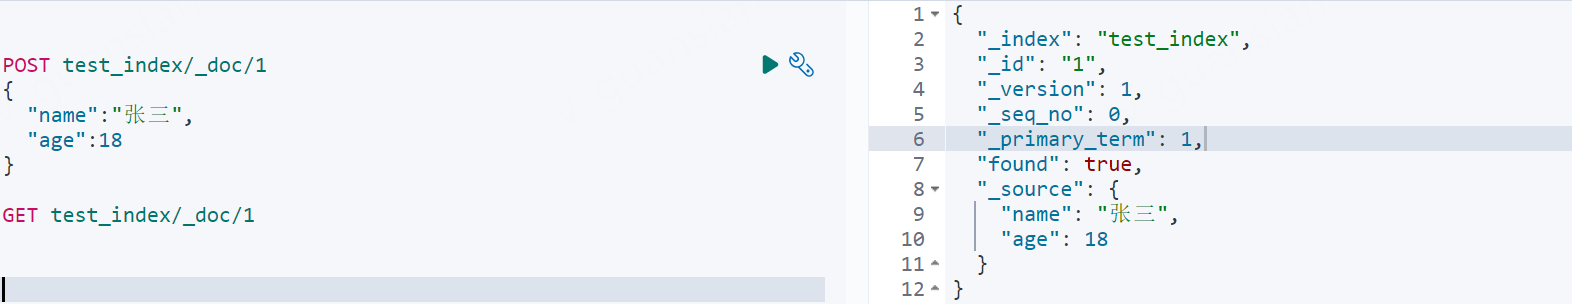 POST test_index/_doc/1
{
  "name":"张三",
  "age":18
}
GET test_index/_doc/1
1 {
2   "_index": "test_index",
3   "_id": "1",
4   "_version": 1,
5   "_seq_no": 0,
6   "_primary_term": 1,
7   "found": true,
8   "_source": {
9     "name": "张三",
10     "age": 18
11   }
12 }